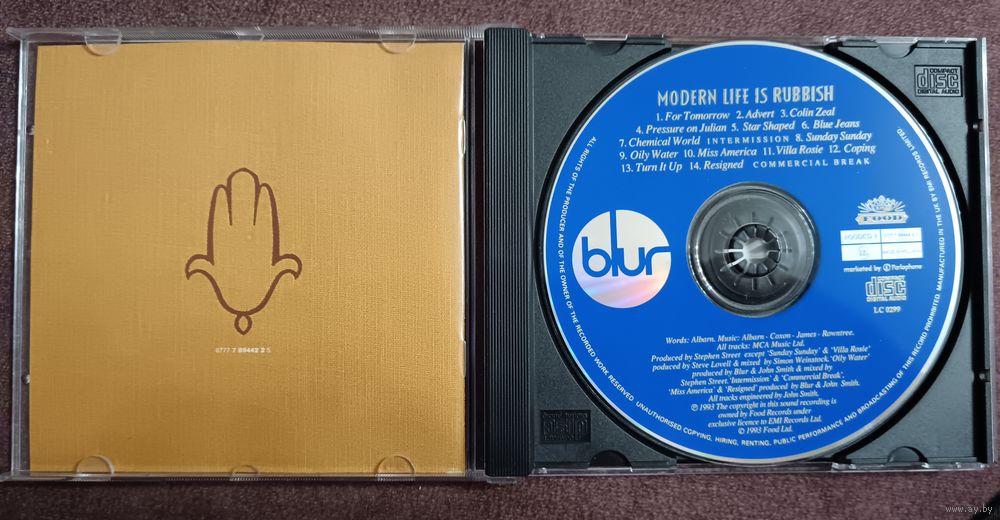 0777 7 89442 2 5
MODERN LIFE IS RUBBISH
1. For Tomorrow 2. Advert 3. Colin Zeal
4. Pressure on Julian 5. Star Shaped 6. Blue Jeans
7. Chemical World INTERMISSION 8. Sunday Sunday
9. Oily Water 10. Miss America 11. Villa Rosie 12. Coping
13. Turn It Up 14. Resigned COMMERCIAL BREAK
blur
FOOD
marketed by Parlophone
COMPACT
disc
DIGITAL AUDIO
LC 0299
Words: Albarn. Music: Albarn - Coxon - James - Rowntree.
All tracks: MCA Music Ltd.
Produced by Stephen Street except 'Sunday Sunday' & 'Villa Rosie'
poduced by Steve Lovell & mixed by Simon Weinstock, 'Oily Water'
produced by Blur & John Smith & mixed by
Stephen Street, 'Intermission' & 'Commercial Break',
'Miss America' & 'Resigned' produced by Blur & John Smith.
All tracks engineered by John Smith.
℗ 1993 The copyright in this sound recording is
owned by Food Records under
exclusive licence to EMI Records Ltd.
© 1993 Food Ltd.
ALL RIGHTS OF THE PRODUCER AND OF THE OWNER OF THE RECORDED WORK RESERVED. UNAUTHORISED COPYING, HIRING, RENTING, PUBLIC PERFORMANCE AND BROADCASTING OF THIS RECORD PROHIBITED. MANUFACTURED IN THE UK BY EMI RECORDS LIMITED
COMPACT
disc
DIGITAL AUDIO
www.ay.by